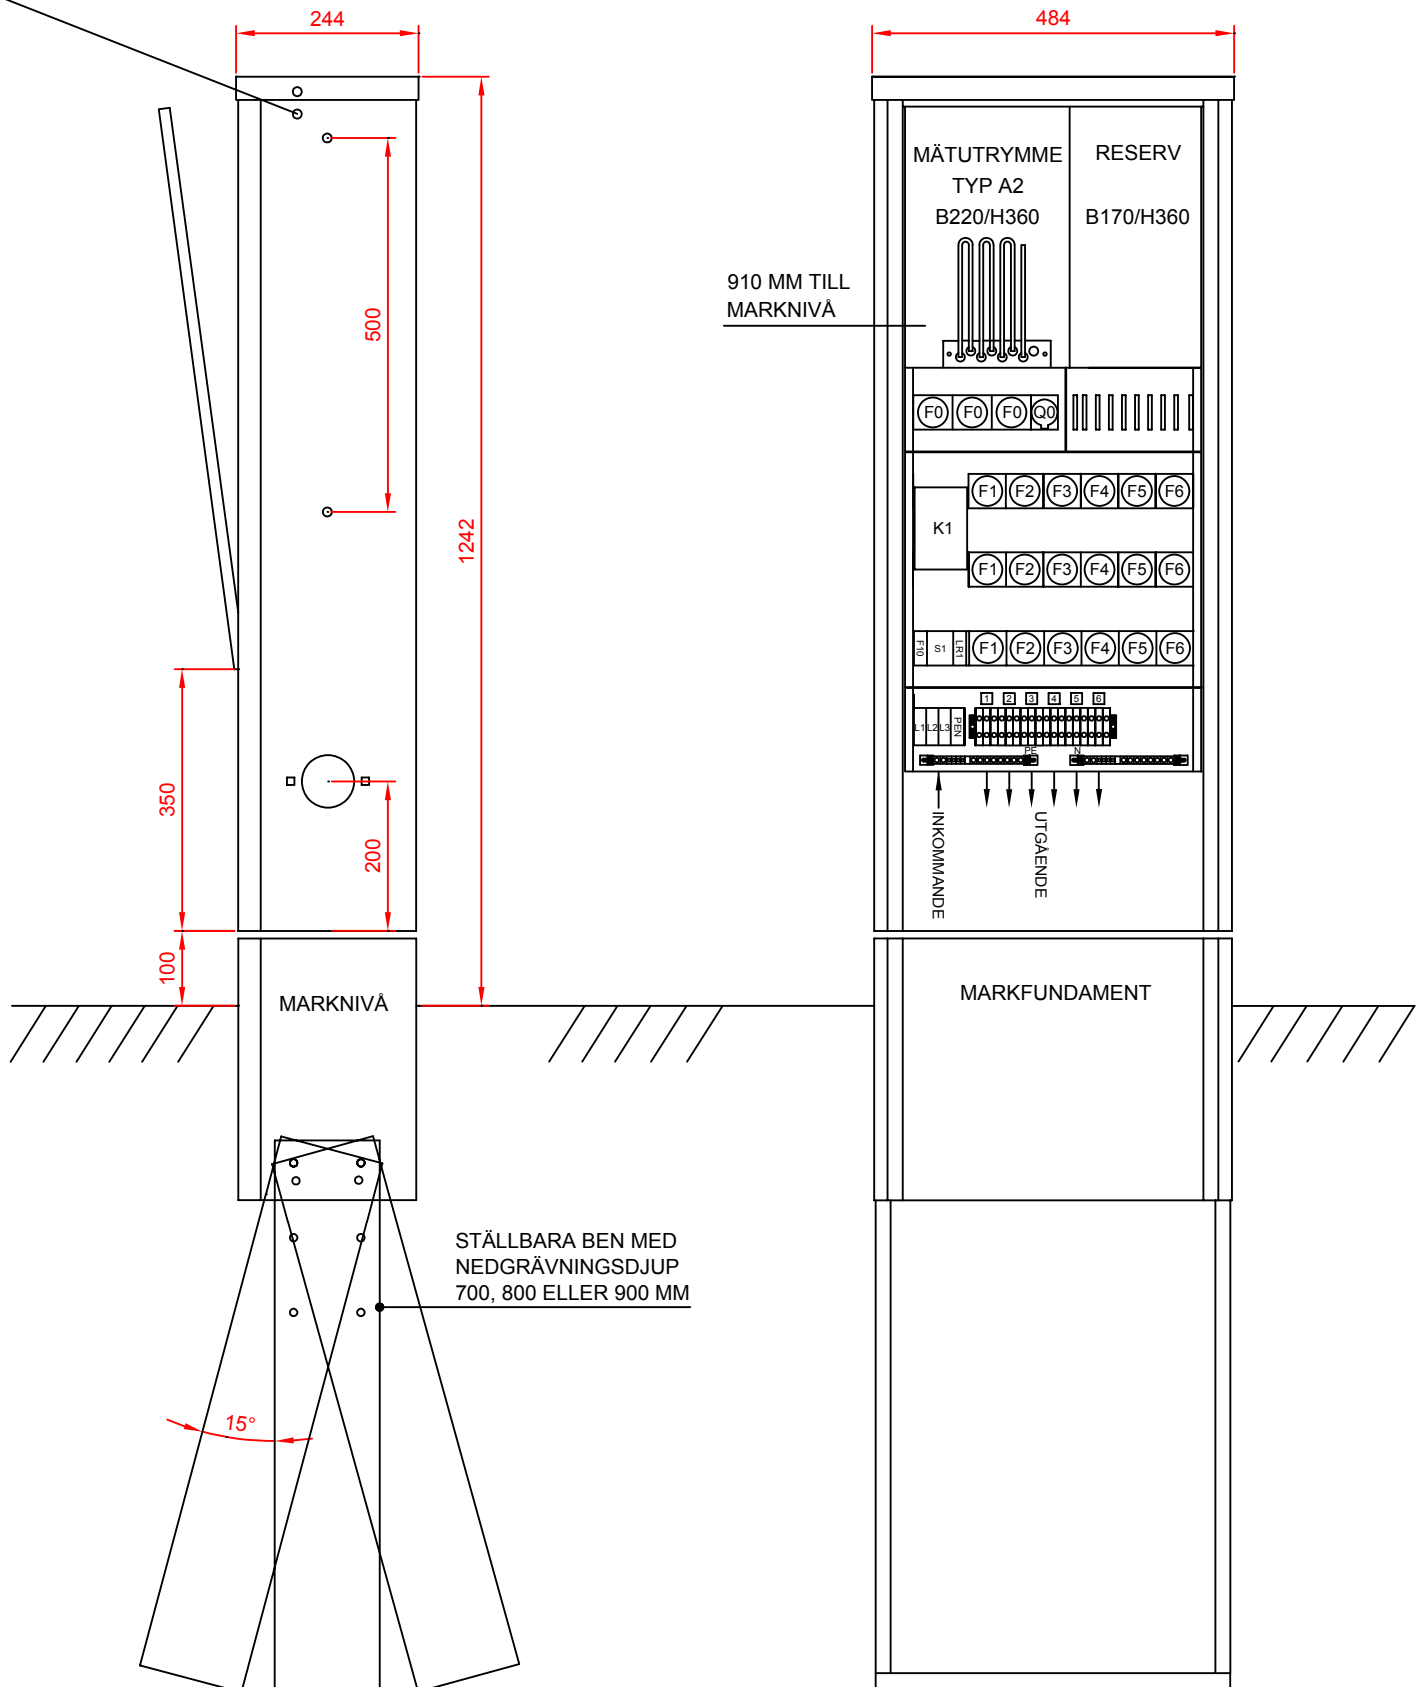 244
484
MÄTUTRYMME
TYP A2
B220/H360
RESERV
B170/H360
910 MM TILL
MARKNIVÅ
500
1242
F0 F0 F0 Q0
F1 F2 F3 F4 F5 F6
K1
F1 F2 F3 F4 F5 F6
F10 S1 LR1 F1 F2 F3 F4 F5 F6
1 2 3 4 5 6
L1 L2 L3 PEN
PE N
INKOMMANDE
UTGÅENDE
350
200
100
MARKNIVÅ
MARKFUNDAMENT
STÄLLBARA BEN MED
NEDGRÄVNINGSDJUP
700, 800 ELLER 900 MM
15°